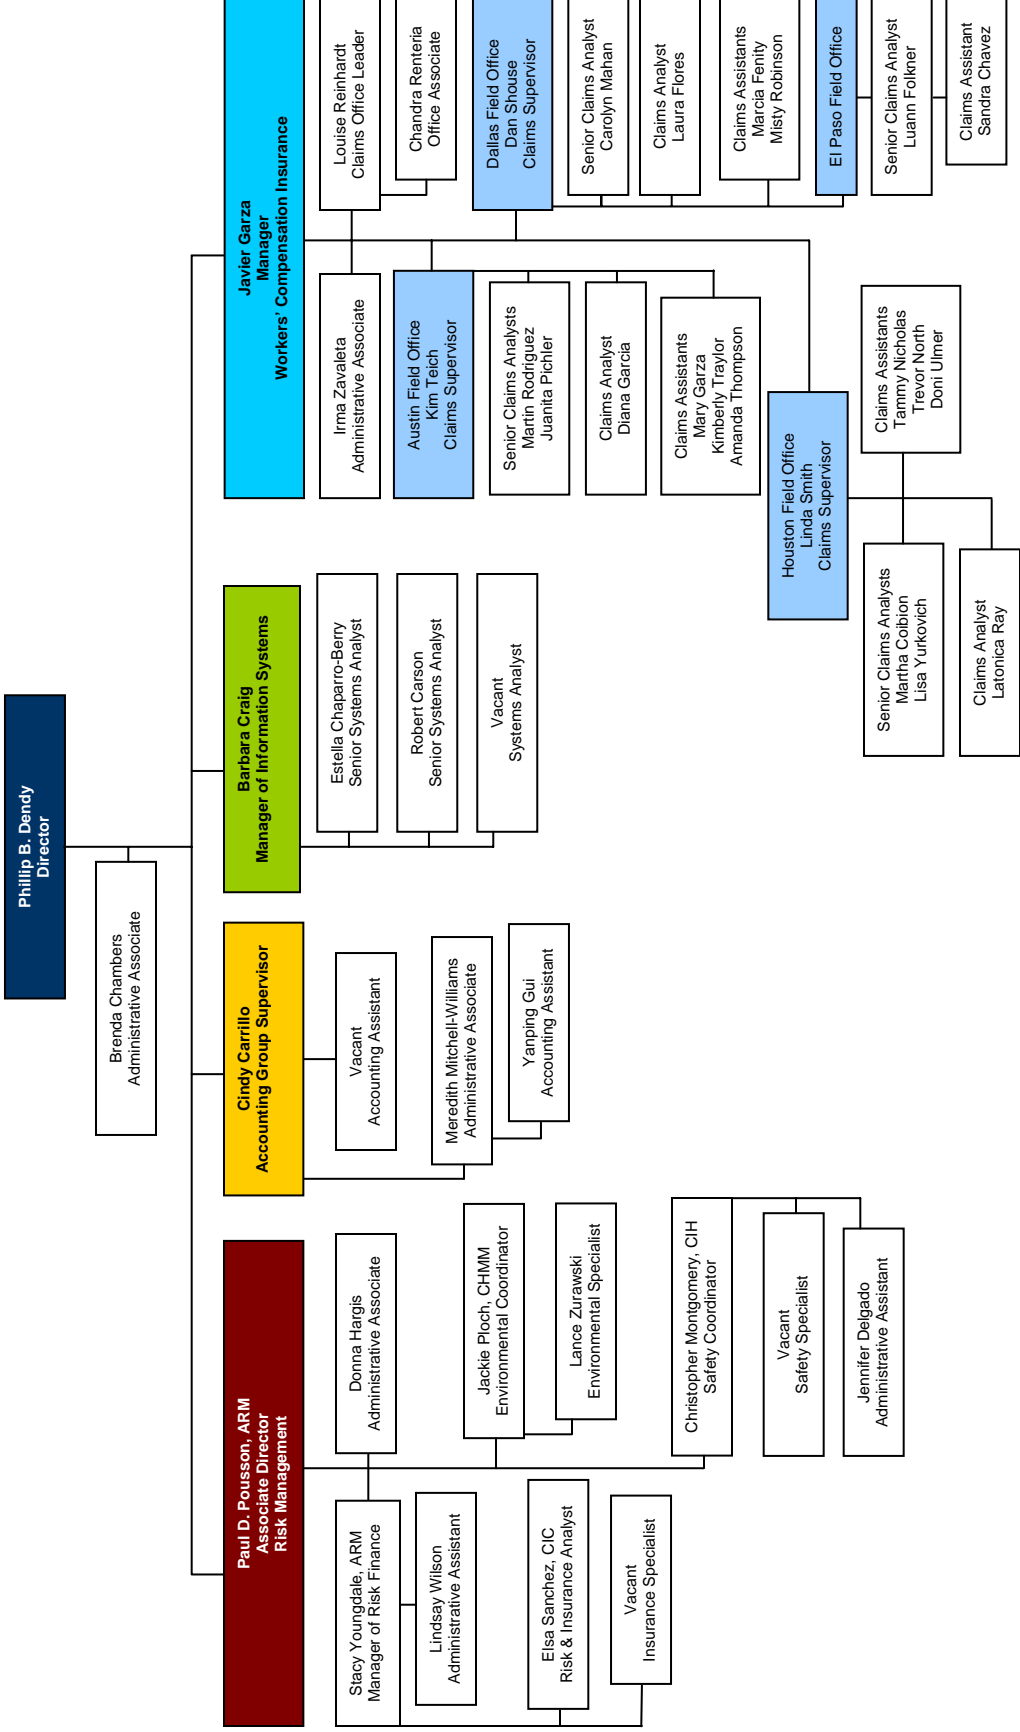 Phillip B. Dendy
Director
Brenda Chambers
Administrative Associate
Paul D. Pousson, ARM
Associate Director
Risk Management
Stacy Youngdale, ARM
Manager of Risk Finance
Donna Hargis
Administrative Associate
Lindsay Wilson
Administrative Assistant
Jackie Ploch, CHMM
Environmental Coordinator
Elsa Sanchez, CIC
Risk & Insurance Analyst
Lance Zurawski
Environmental Specialist
Vacant
Insurance Specialist
Christopher Montgomery, CIH
Safety Coordinator
Vacant
Safety Specialist
Jennifer Delgado
Administrative Assistant
Cindy Carrillo
Accounting Group Supervisor
Vacant
Accounting Assistant
Meredith Mitchell-Williams
Administrative Associate
Yanping Gui
Accounting Assistant
Barbara Craig
Manager of Information Systems
Estella Chaparro-Berry
Senior Systems Analyst
Robert Carson
Senior Systems Analyst
Vacant
Systems Analyst
Javier Garza
Manager
Workers' Compensation Insurance
Irma Zavaleta
Administrative Associate
Louise Reinhardt
Claims Office Leader
Chandra Renteria
Office Associate
Austin Field Office
Kim Teich
Claims Supervisor
Senior Claims Analysts
Martin Rodriguez
Juanita Pichler
Claims Analyst
Diana Garcia
Claims Assistants
Mary Garza
Kimberly Traylor
Amanda Thompson
Dallas Field Office
Dan Shouse
Claims Supervisor
Senior Claims Analyst
Carolyn Mahan
Claims Analyst
Laura Flores
Claims Assistants
Marcia Fenity
Misty Robinson
El Paso Field Office
Senior Claims Analyst
Luann Folkner
Claims Assistant
Sandra Chavez
Houston Field Office
Linda Smith
Claims Supervisor
Senior Claims Analysts
Martha Coibion
Lisa Yurkovich
Claims Assistants
Tammy Nicholas
Trevor North
Doni Ulmer
Claims Analyst
Latonica Ray